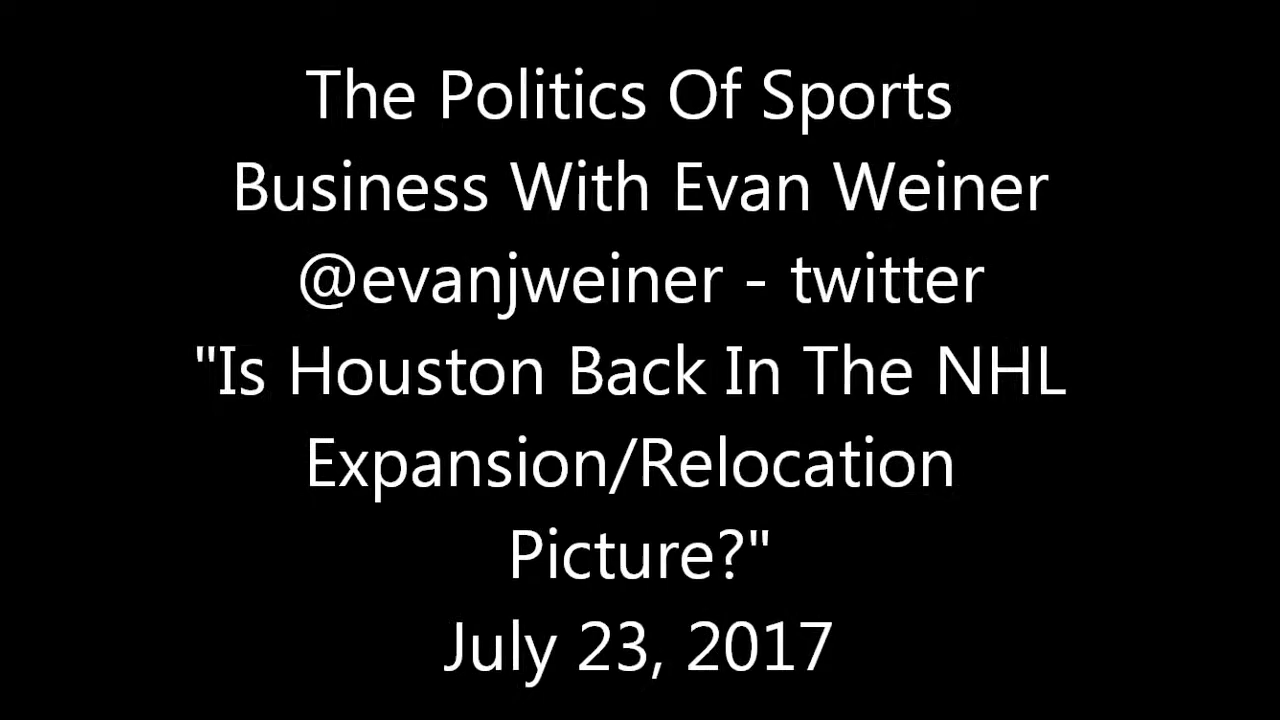 The Politics Of Sports
Business With Evan Weiner
@evanjweiner - twitter
"Is Houston Back In The NHL
Expansion/Relocation
Picture?"
July 23, 2017